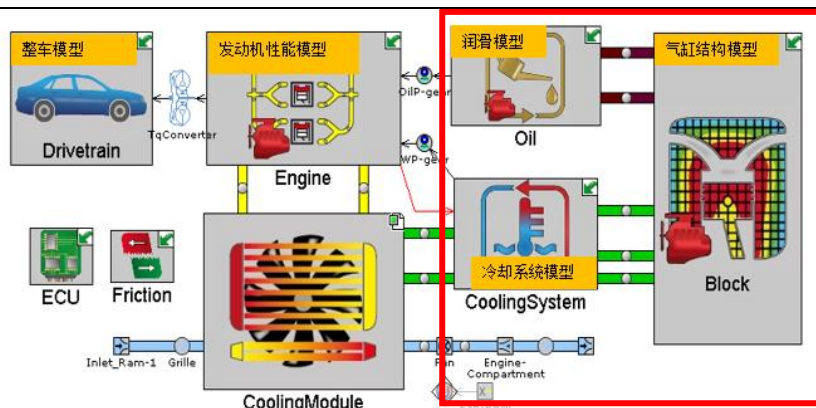 整车模型
发动机性能模型
润滑模型
气缸结构模型
OilP-gear
TqConverter
Drivetrain
Oil
WP-gear
Engine
冷却系统模型
ECU
Friction
CoolingSystem
Block
Inlet_Ram-1
Grille
Fan
Engine-
Compartment
CoolingModule